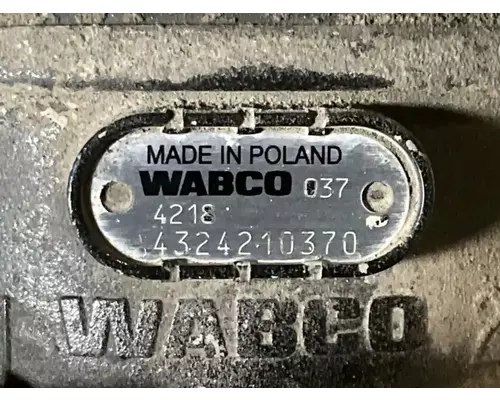 MADE IN POLAND
WABCO 037
4218
4324210370
WABCO